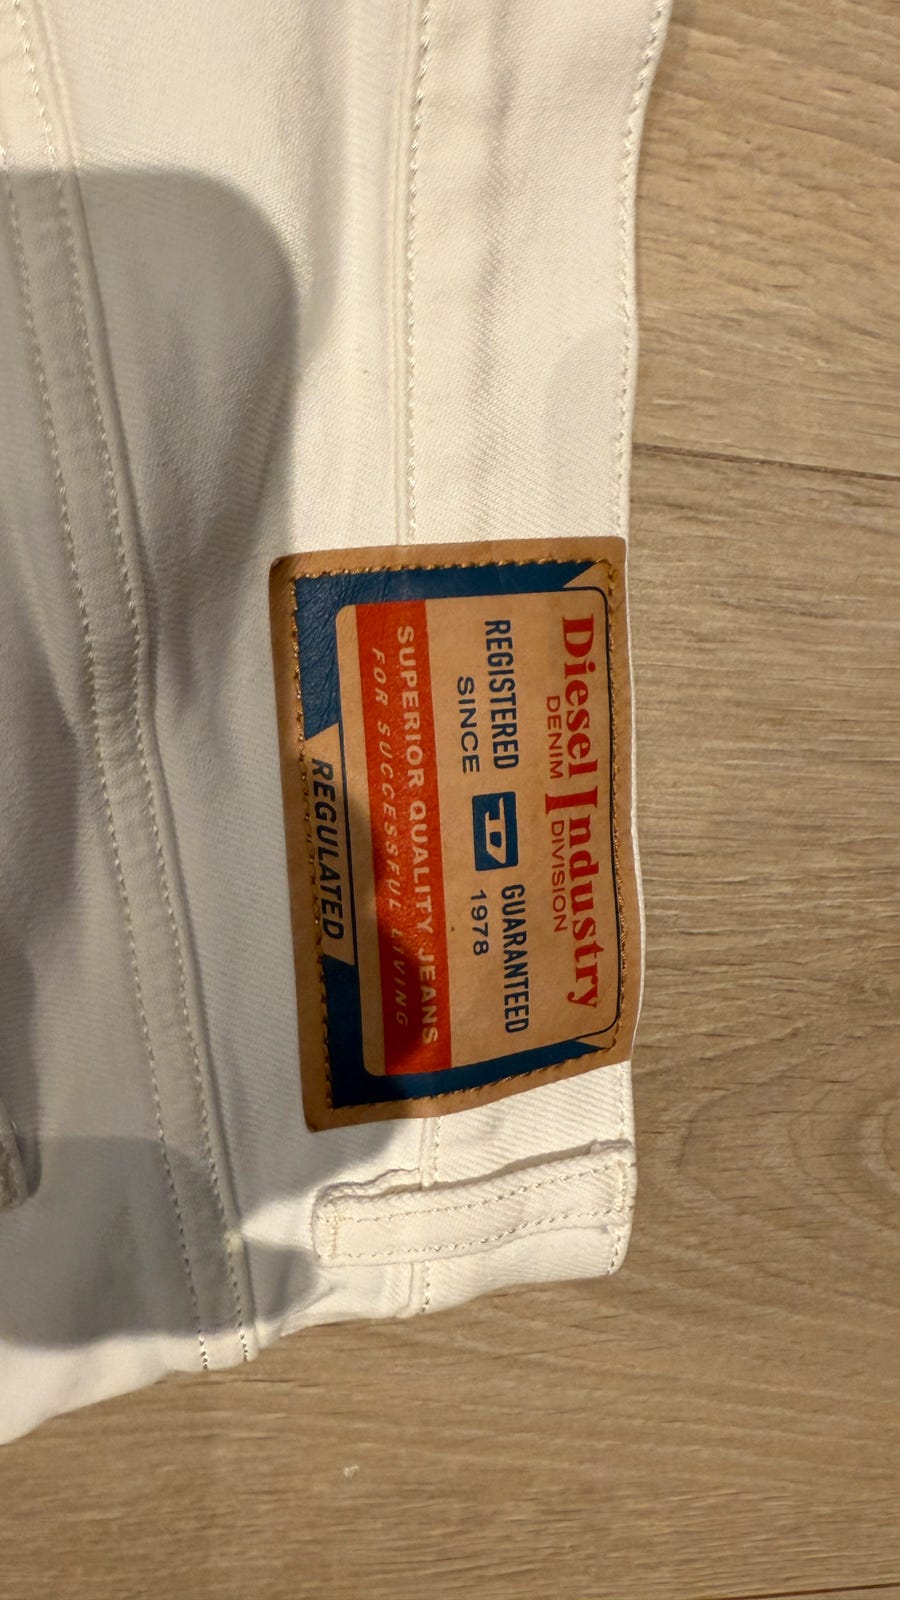 Diesel Industry
DENIM DIVISION
REGISTERED GUARANTEED
SINCE D 1978
SUPERIOR QUALITY JEANS
FOR SUCCESSFUL LIVING
REGULATED